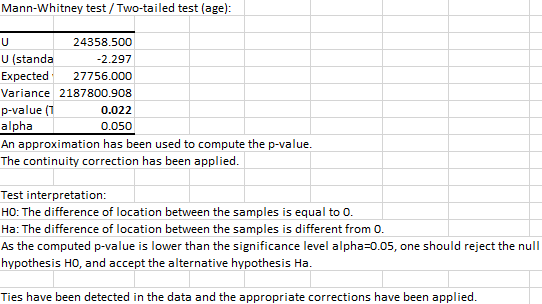 Mann-Whitney test / Two-tailed test (age):
U 24358.500
U (standa -2.297
Expected 27756.000
Variance 2187800.908
p-value (T 0.022
alpha 0.050
An approximation has been used to compute the p-value.
The continuity correction has been applied.
Test interpretation:
H0: The difference of location between the samples is equal to 0.
Ha: The difference of location between the samples is different from 0.
As the computed p-value is lower than the significance level alpha=0.05, one should reject the null
hypothesis H0, and accept the alternative hypothesis Ha.
Ties have been detected in the data and the appropriate corrections have been applied.